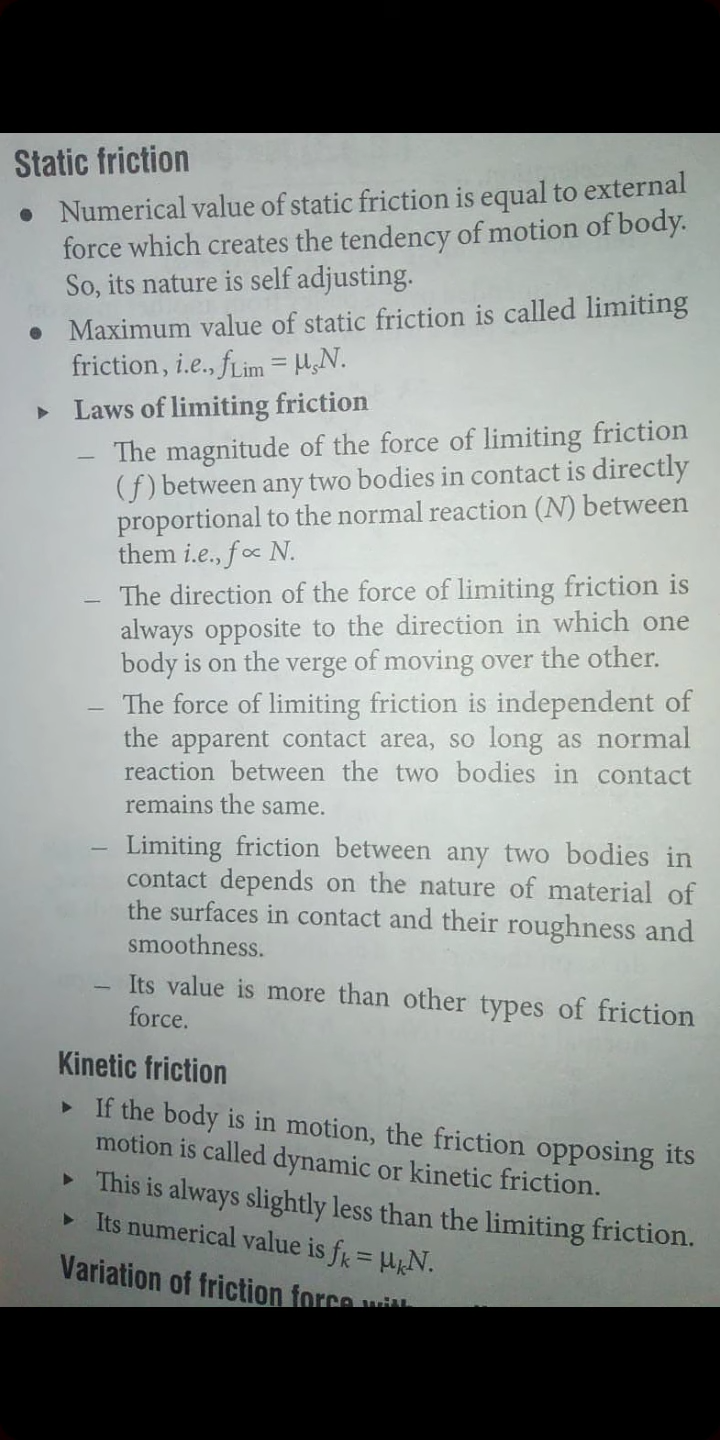 Static friction
• Numerical value of static friction is equal to external
force which creates the tendency of motion of body.
So, its nature is self adjusting.
• Maximum value of static friction is called limiting
friction, i.e., fLim = μsN.
▸ Laws of limiting friction
– The magnitude of the force of limiting friction
(f) between any two bodies in contact is directly
proportional to the normal reaction (N) between
them i.e., f ∝ N.
– The direction of the force of limiting friction is
always opposite to the direction in which one
body is on the verge of moving over the other.
– The force of limiting friction is independent of
the apparent contact area, so long as normal
reaction between the two bodies in contact
remains the same.
– Limiting friction between any two bodies in
contact depends on the nature of material of
the surfaces in contact and their roughness and
smoothness.
– Its value is more than other types of friction
force.
Kinetic friction
▸ If the body is in motion, the friction opposing its
motion is called dynamic or kinetic friction.
▸ This is always slightly less than the limiting friction.
▸ Its numerical value is fk = μkN.
Variation of friction force